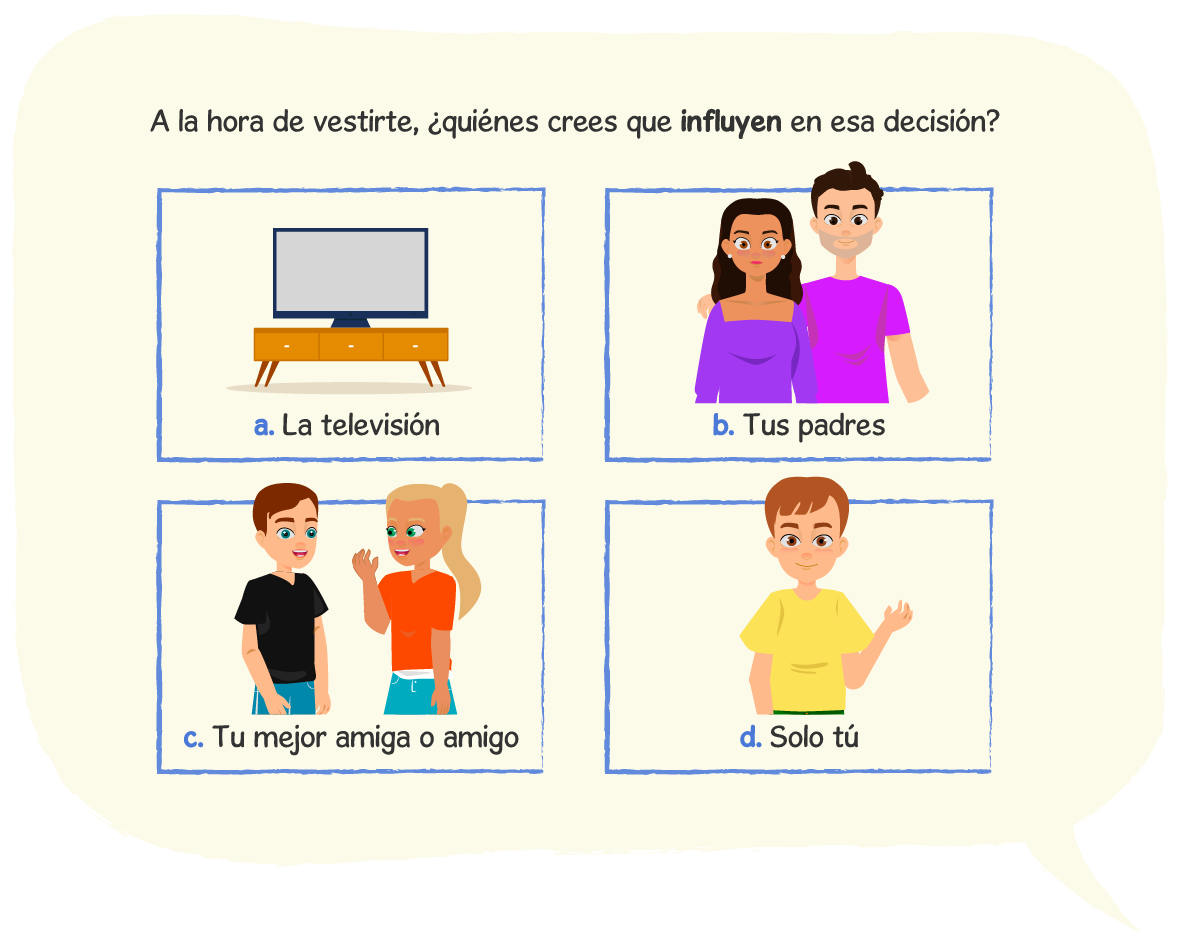 A la hora de vestirte, ¿quiénes crees que influyen en esa decisión?
a. La televisión
b. Tus padres
c. Tu mejor amiga o amigo
d. Solo tú